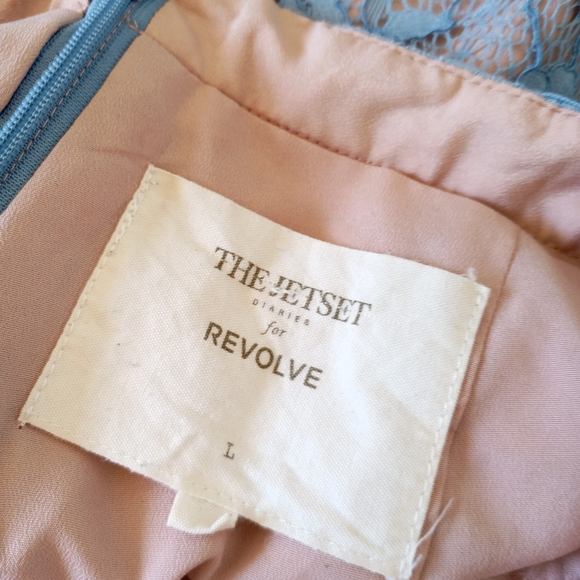 THE JETSET
DIARIES
for
REVOLVE
L